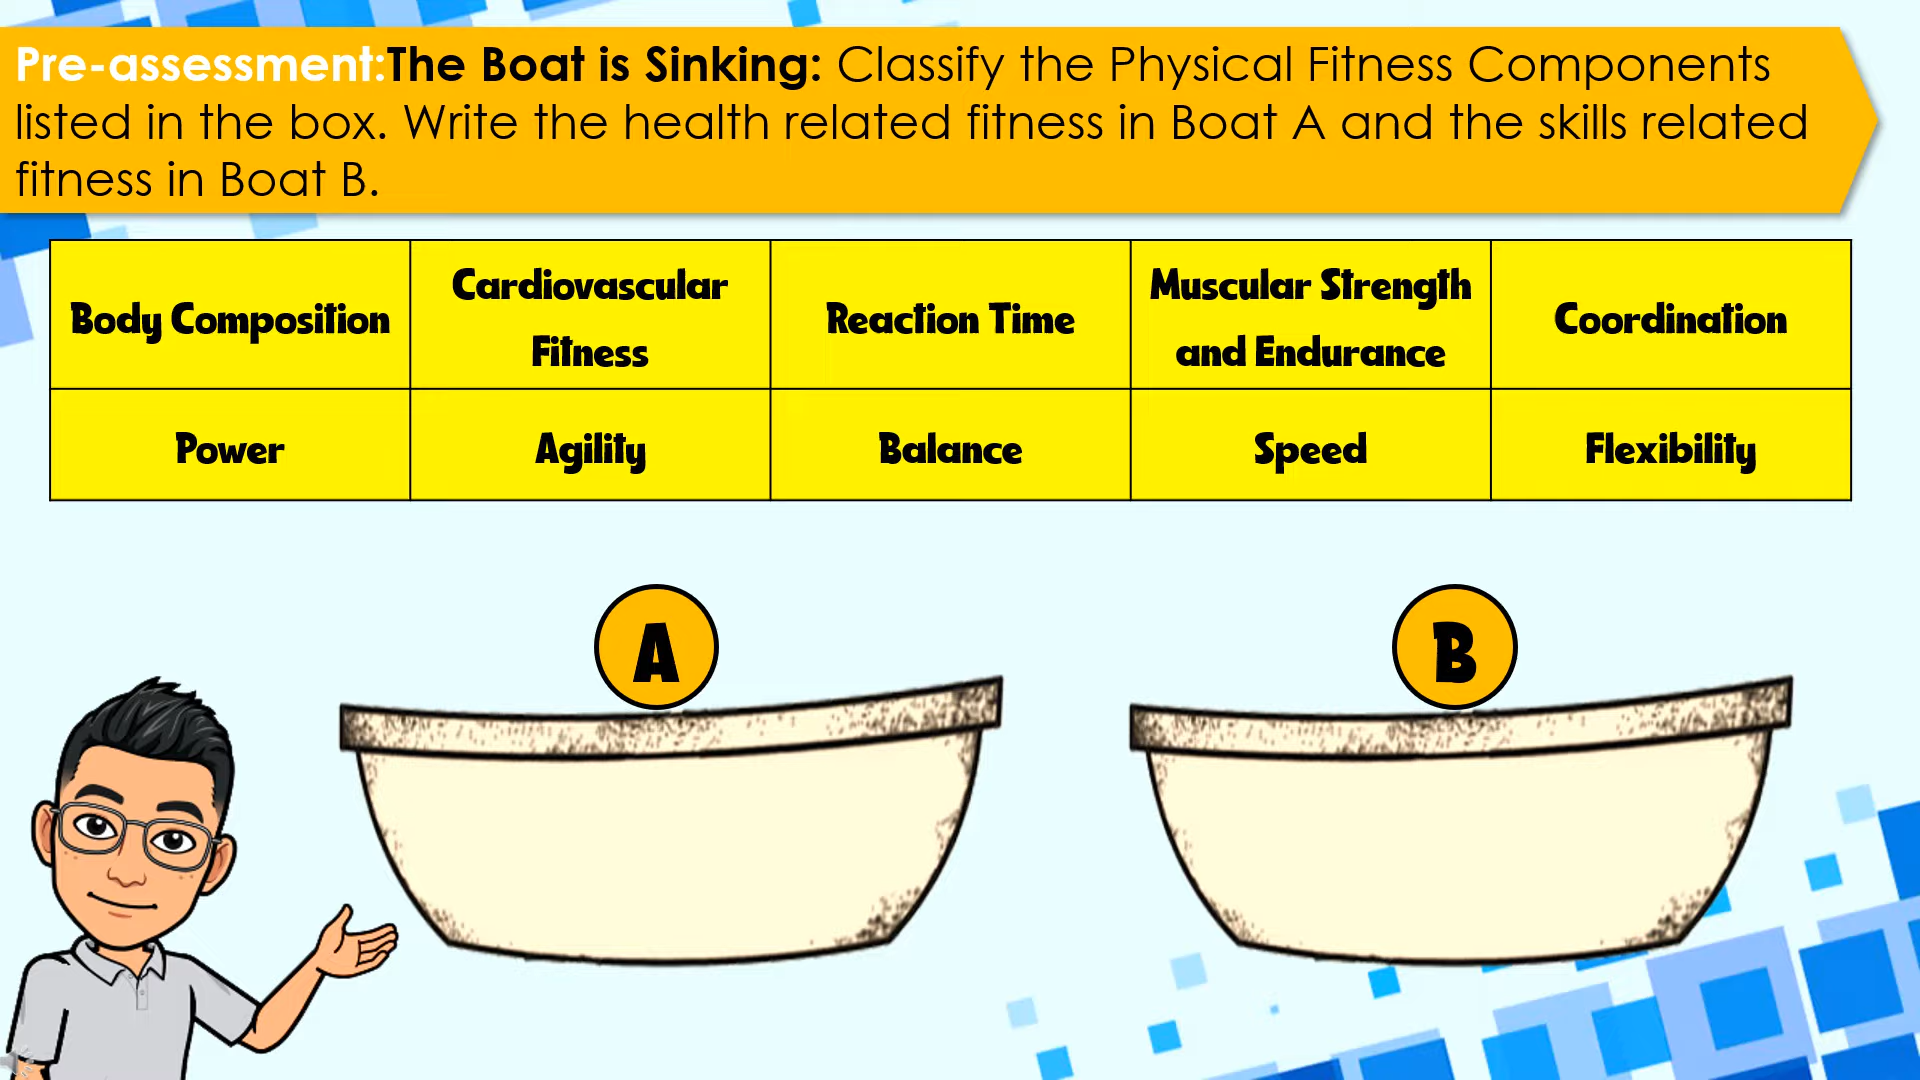 Pre-assessment:The Boat is Sinking: Classify the Physical Fitness Components
listed in the box. Write the health related fitness in Boat A and the skills related
fitness in Boat B.
Body Composition
Cardiovascular
Fitness
Reaction Time
Muscular Strength
and Endurance
Coordination
Power
Agility
Balance
Speed
Flexibility
A
B